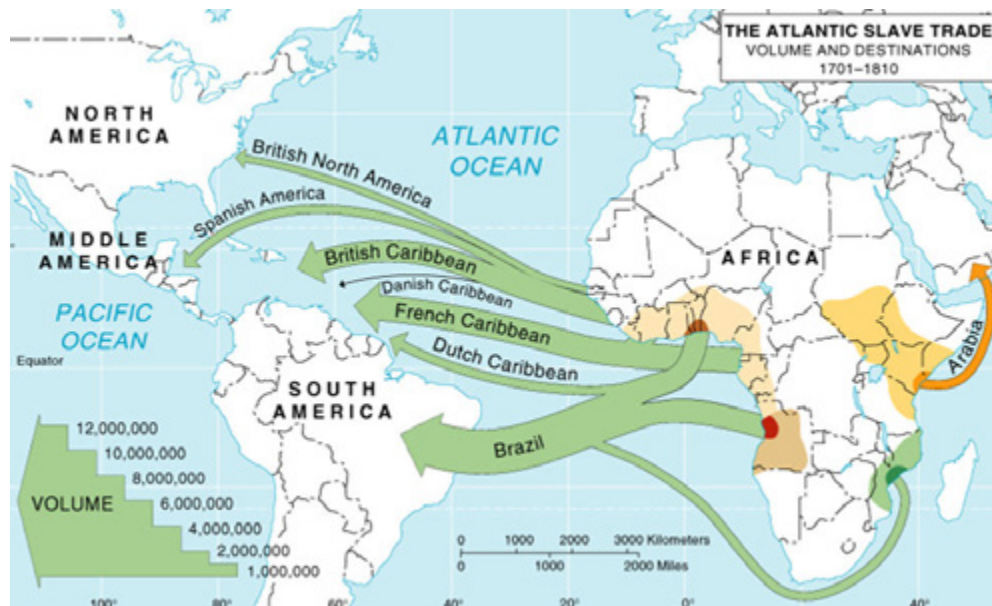 THE ATLANTIC SLAVE TRADE
VOLUME AND DESTINATIONS
1701–1810
NORTH
AMERICA
ATLANTIC
OCEAN
British North America
Spanish America
MIDDLE
AMERICA
British Caribbean
AFRICA
Danish Caribbean
PACIFIC
OCEAN
French Caribbean
Arabia
Equator
Dutch Caribbean
SOUTH
AMERICA
Brazil
12,000,000
10,000,000
8,000,000
VOLUME
6,000,000
4,000,000
2,000,000
1,000,000
0 1000 2000 3000 Kilometers
0 1000 2000 Miles
100° 80° 60° 40° 20° 0° 20° 40°